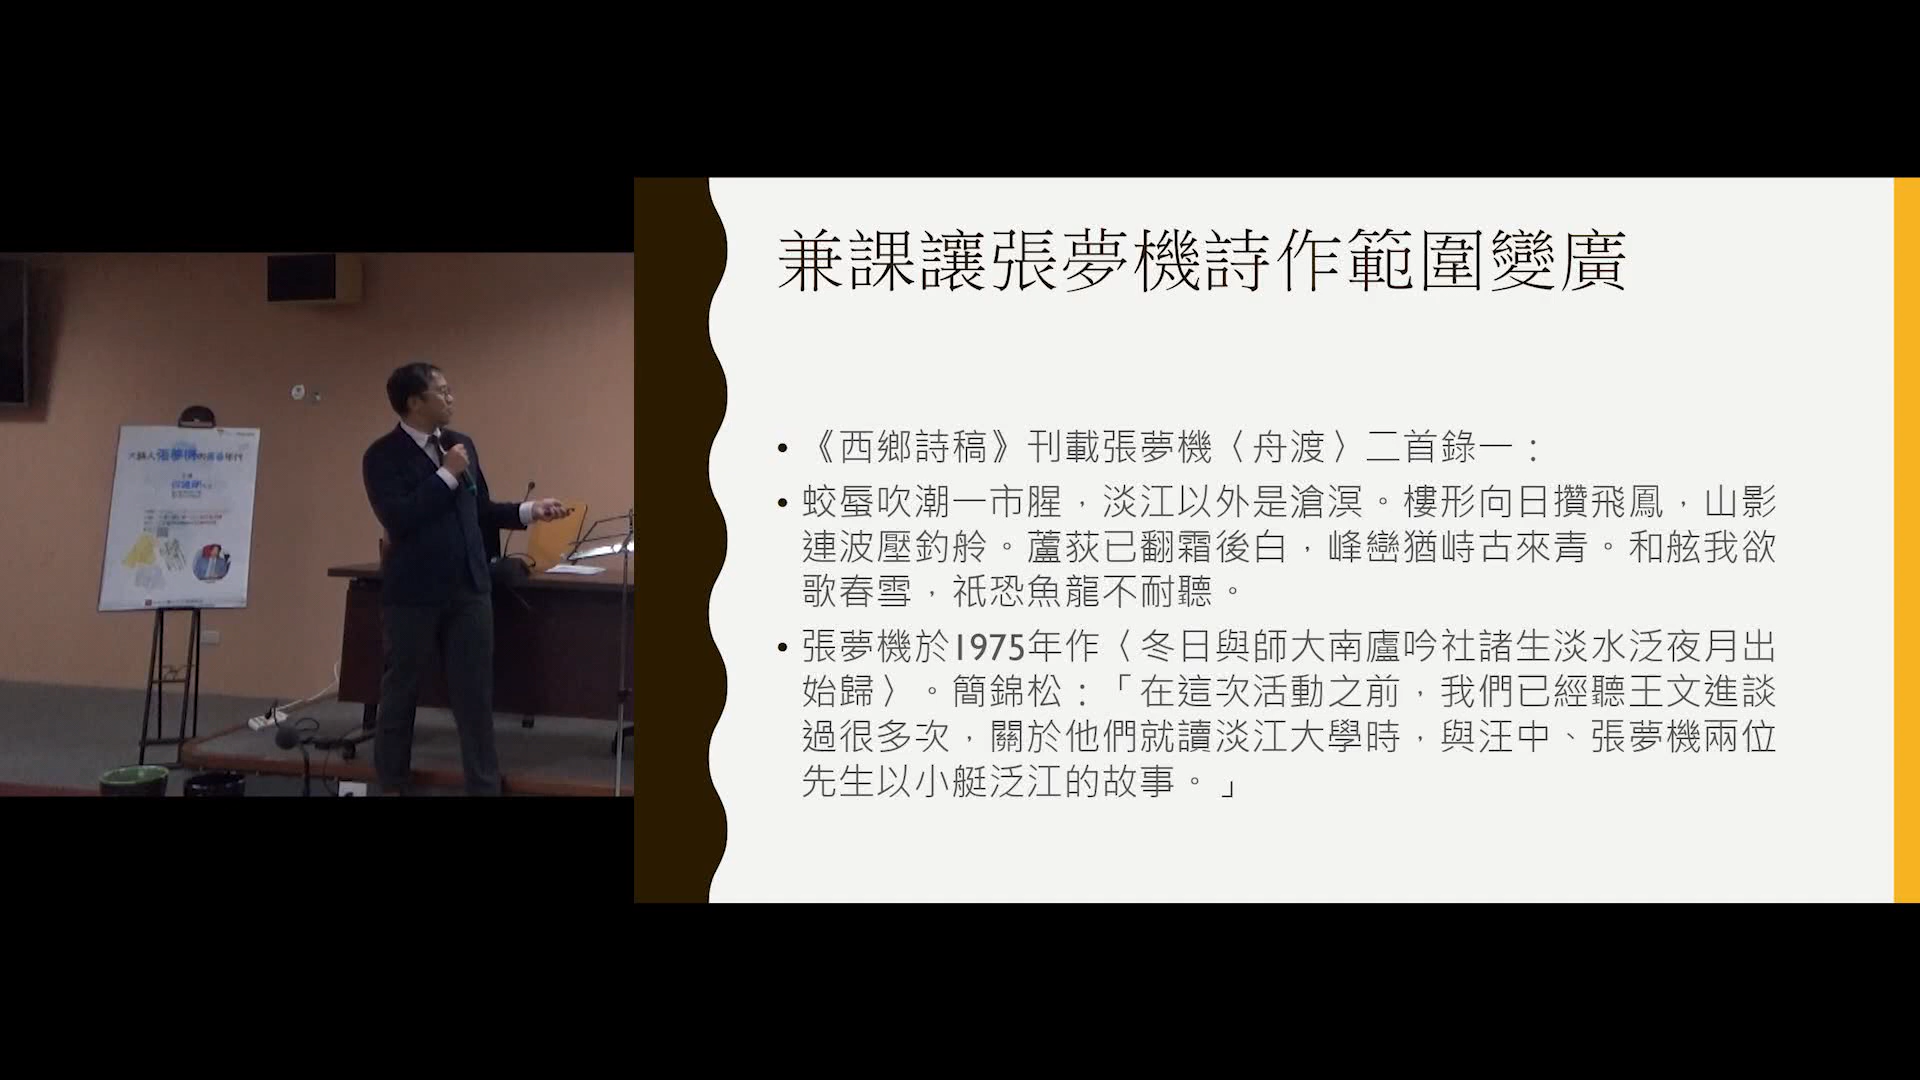 兼課讓張夢機詩作範圍變廣
• 《西鄉詩稿》刊載張夢機〈舟渡〉二首錄一：
• 蛟蜃吹潮一市腥，淡江以外是滄溟。樓形向日攢飛鳳，山影
連波壓釣舲。蘆荻已翻霜後白，峰巒猶峙古來青。和舷我欲
歌春雪，祇恐魚龍不耐聽。
• 張夢機於1975年作〈冬日與師大南廬吟社諸生淡水泛夜月出
始歸〉。簡錦松：「在這次活動之前，我們已經聽王文進談
過很多次，關於他們就讀淡江大學時，與汪中、張夢機兩位
先生以小艇泛江的故事。」